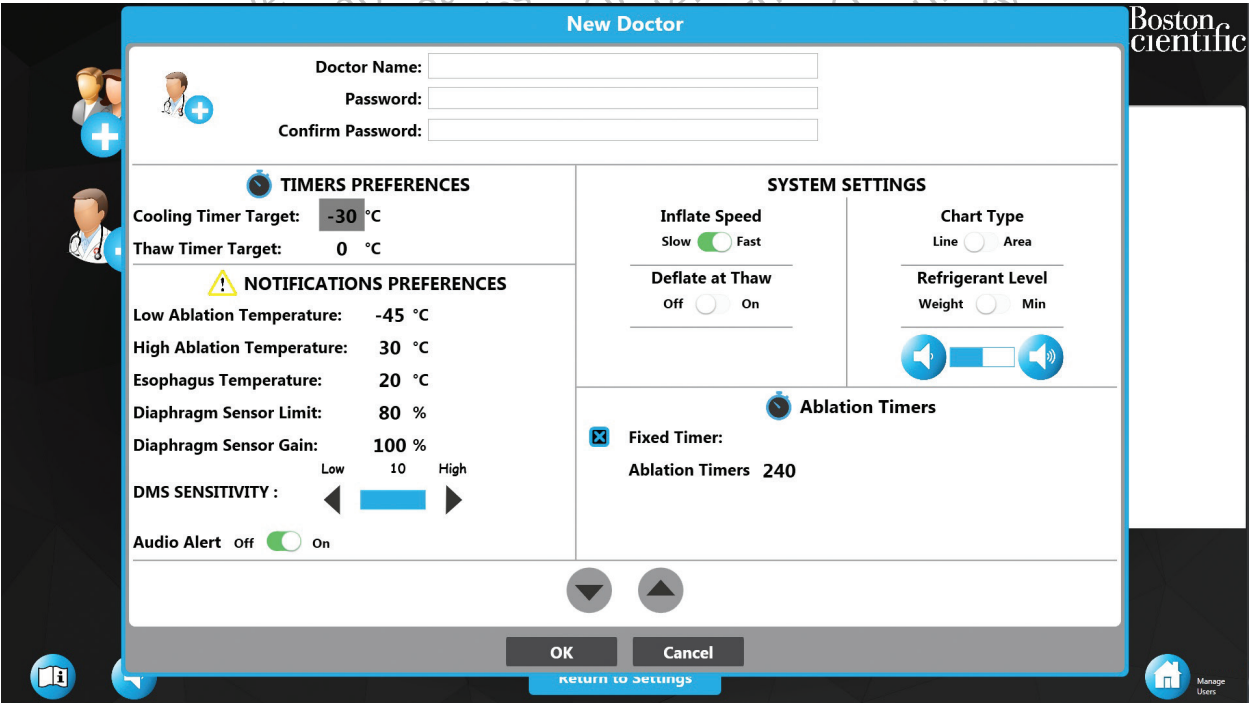 New Doctor
Boston
cientific
Doctor Name:
Password:
Confirm Password:
TIMERS PREFERENCES
Cooling Timer Target: -30 °C
Thaw Timer Target: 0 °C
NOTIFICATIONS PREFERENCES
Low Ablation Temperature: -45 °C
High Ablation Temperature: 30 °C
Esophagus Temperature: 20 °C
Diaphragm Sensor Limit: 80 %
Diaphragm Sensor Gain: 100 %
Low 10 High
DMS SENSITIVITY :
Audio Alert Off On
SYSTEM SETTINGS
Inflate Speed
Slow Fast
Deflate at Thaw
Off On
Chart Type
Line Area
Refrigerant Level
Weight Min
Ablation Timers
Fixed Timer:
Ablation Timers 240
OK Cancel
Return to Settings
Manage
Users